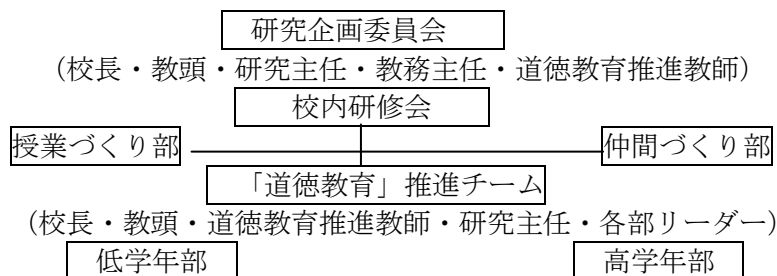 研究企画委員会
(校長・教頭・研究主任・教務主任・道徳教育推進教師)
校内研修会
授業づくり部 仲間づくり部
「道徳教育」推進チーム
(校長・教頭・道徳教育推進教師・研究主任・各部リーダー)
低学年部 高学年部